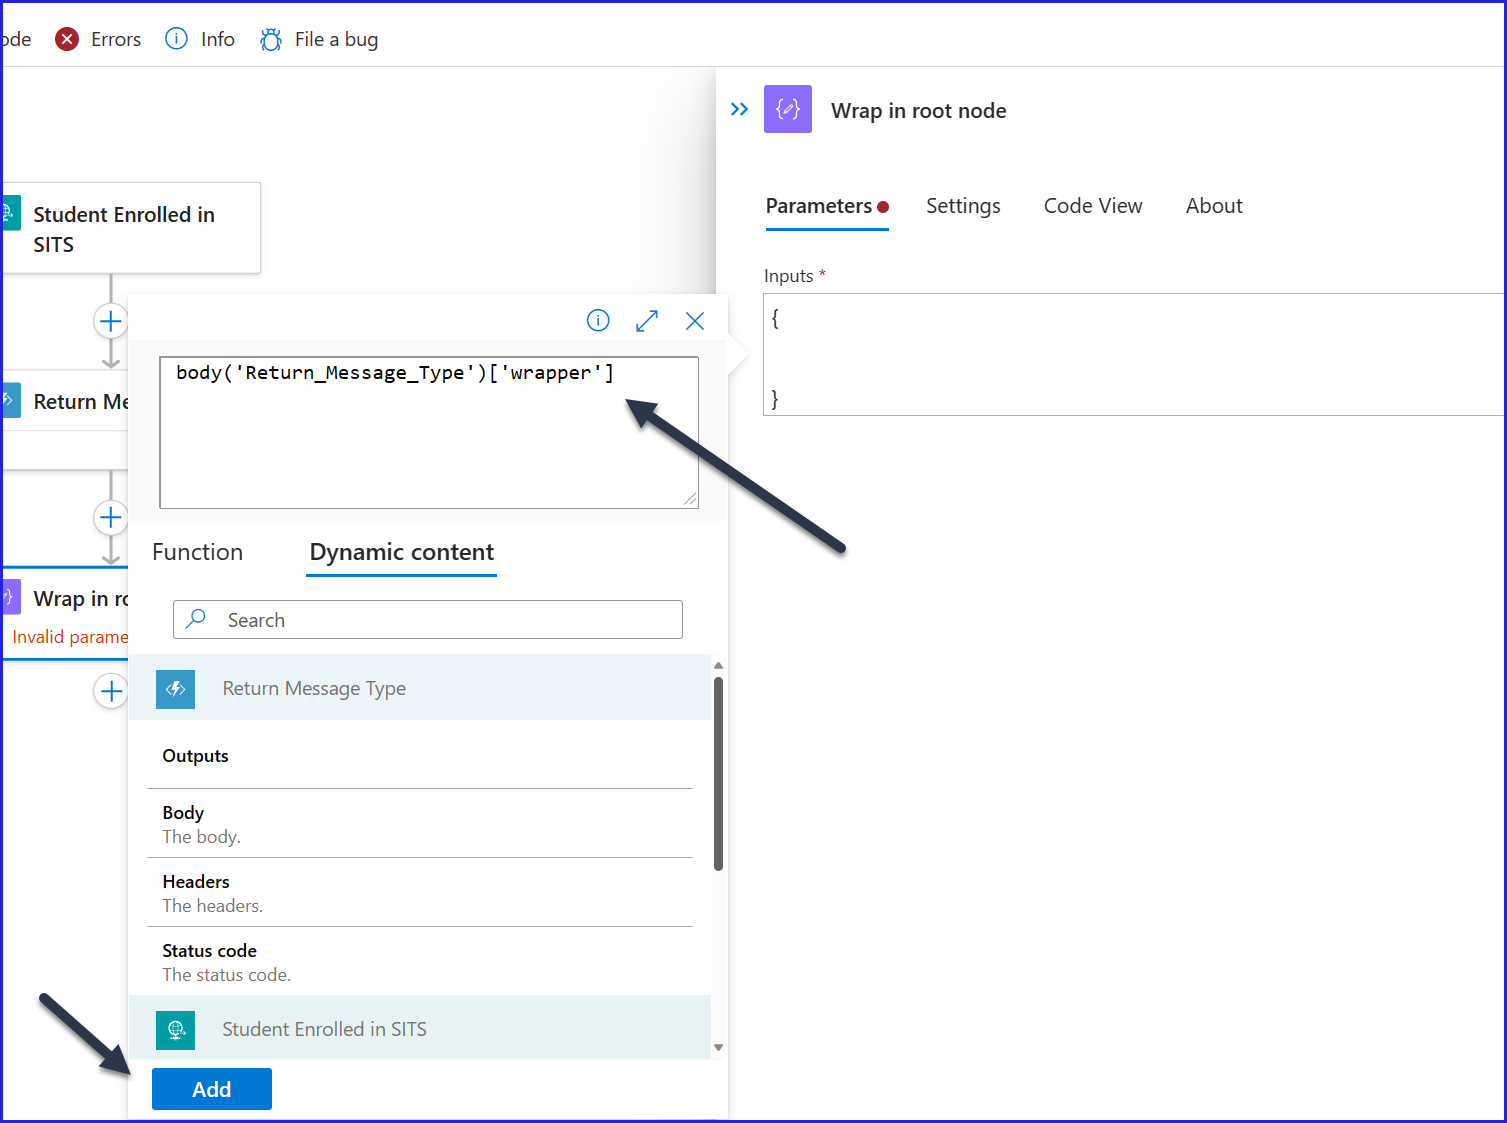 ode Errors Info File a bug
Wrap in root node
Parameters Settings Code View About
Student Enrolled in
SITS
Inputs *
{
}
body('Return_Message_Type')['wrapper']
Return Me
Function Dynamic content
Wrap in ro
Invalid parame
Search
Return Message Type
Outputs
Body
The body.
Headers
The headers.
Status code
The status code.
Student Enrolled in SITS
Add